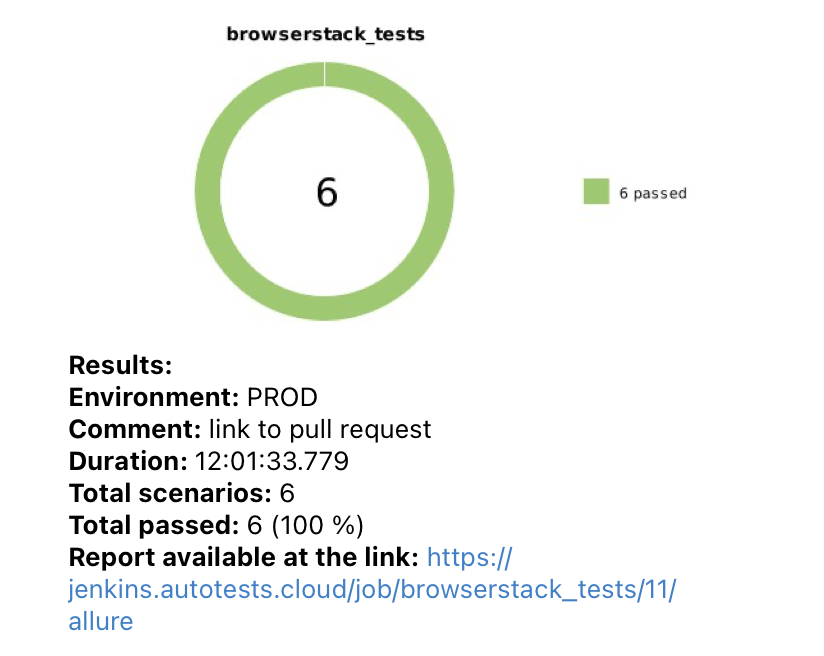 browserstack_tests
6
6 passed
Results:
Environment: PROD
Comment: link to pull request
Duration: 12:01:33.779
Total scenarios: 6
Total passed: 6 (100 %)
Report available at the link: https://
jenkins.autotests.cloud/job/browserstack_tests/11/
allure